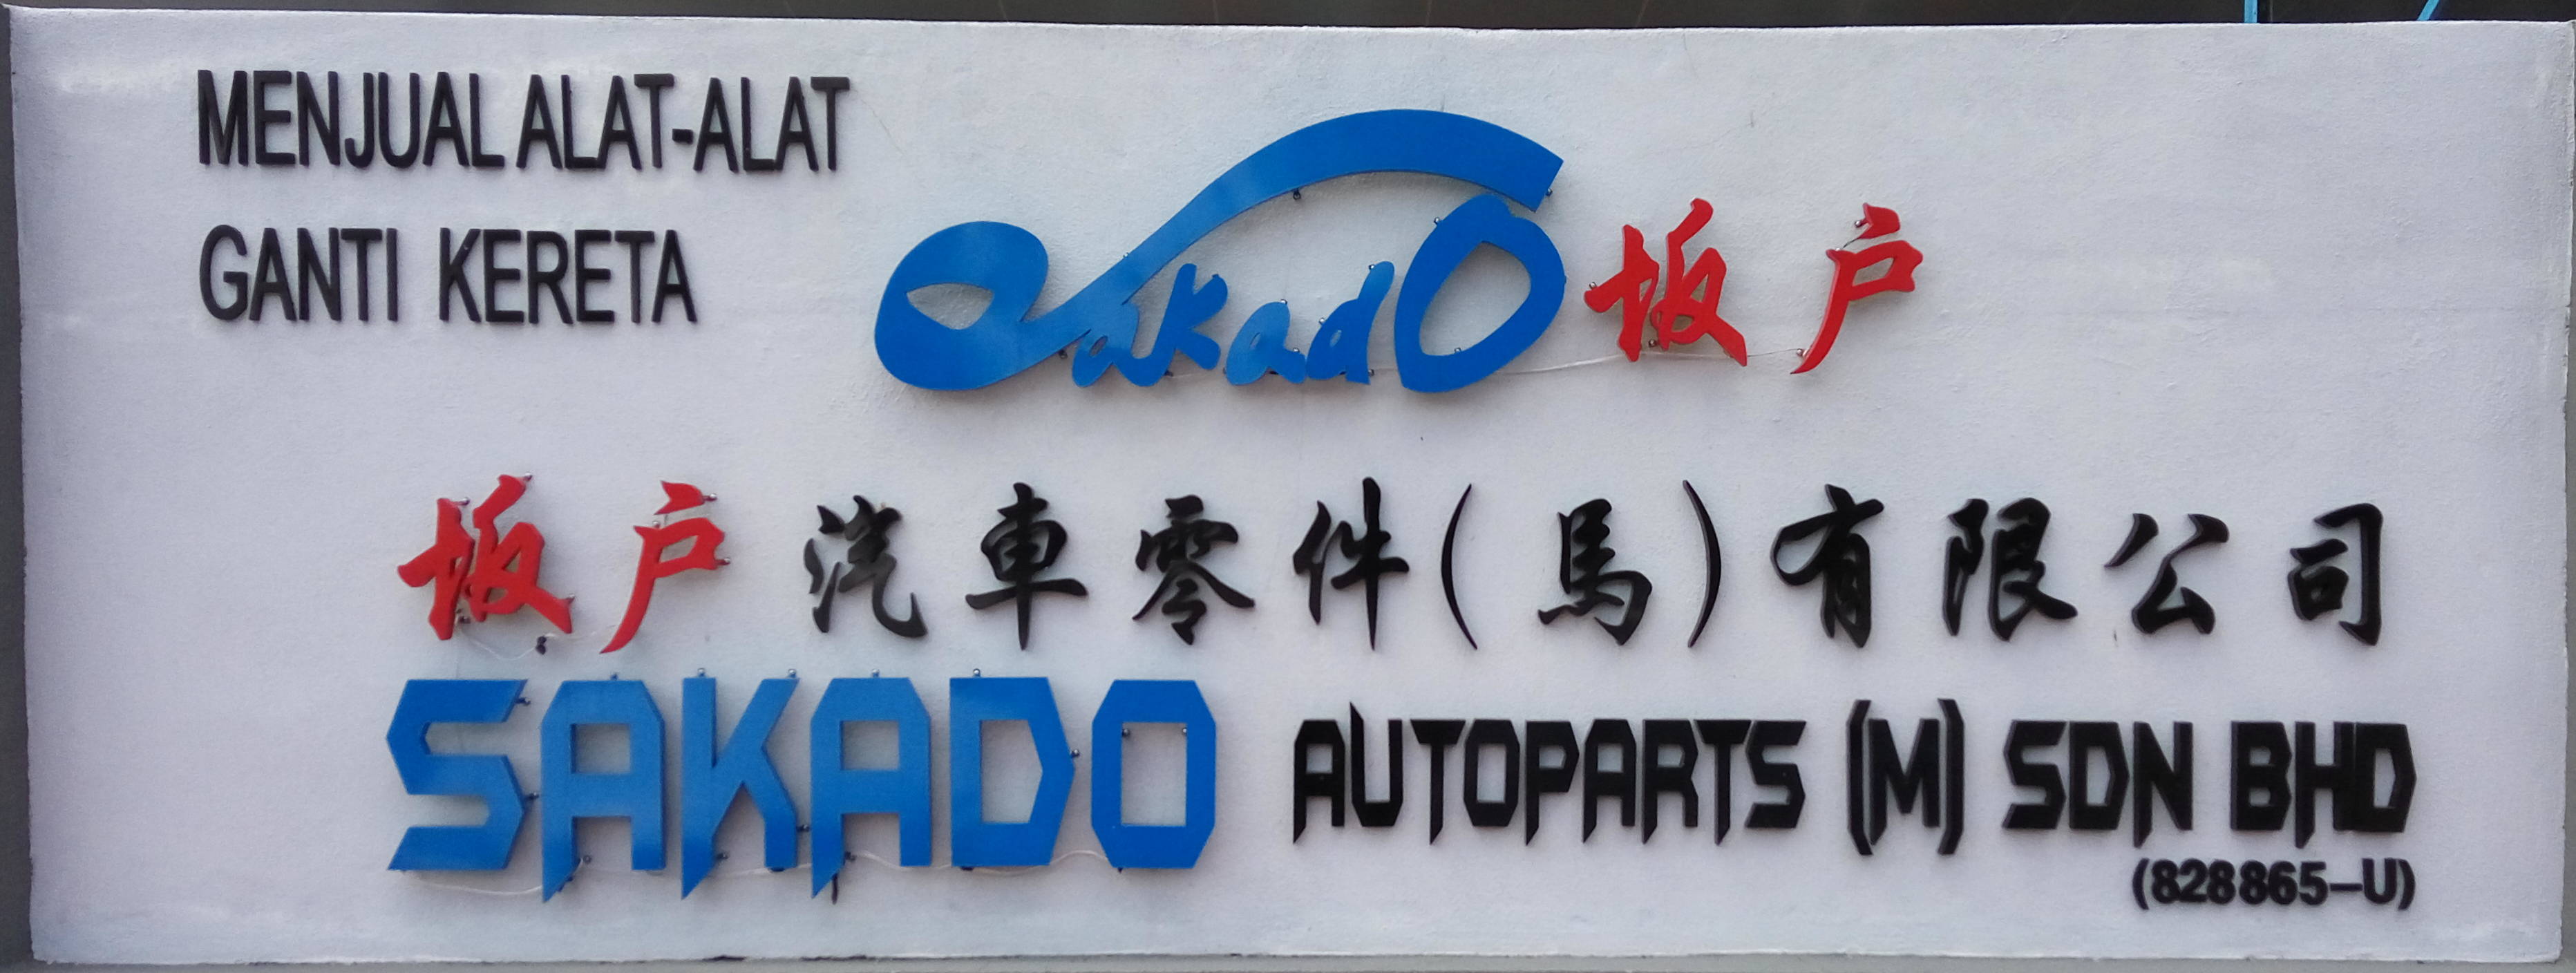 MENJUAL ALAT-ALAT
GANTI KERETA
Sakado 坂户
坂户汽車零件(馬)有限公司
SAKADO AUTOPARTS (M) SDN BHD
(828865-U)